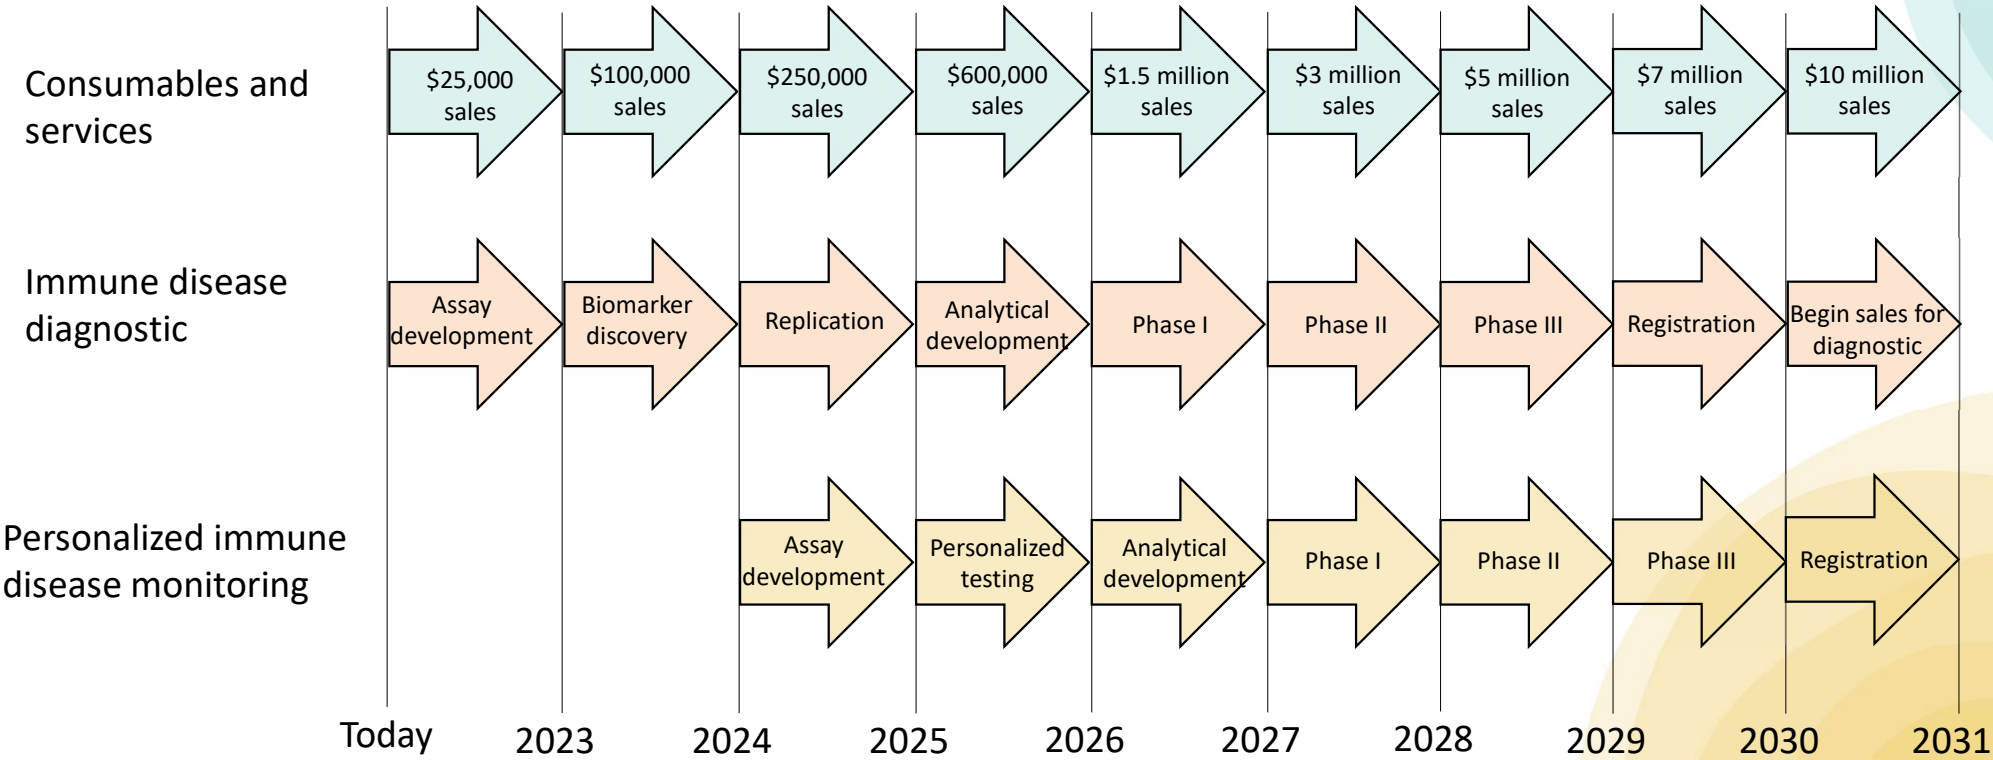 Consumables and
services
$25,000
sales
$100,000
sales
$250,000
sales
$600,000
sales
$1.5 million
sales
$3 million
sales
$5 million
sales
$7 million
sales
$10 million
sales
Immune disease
diagnostic
Assay
development
Biomarker
discovery
Replication
Analytical
development
Phase I
Phase II
Phase III
Registration
Begin sales for
diagnostic
Personalized immune
disease monitoring
Assay
development
Personalized
testing
Analytical
development
Phase I
Phase II
Phase III
Registration
Today
2023
2024
2025
2026
2027
2028
2029
2030
2031